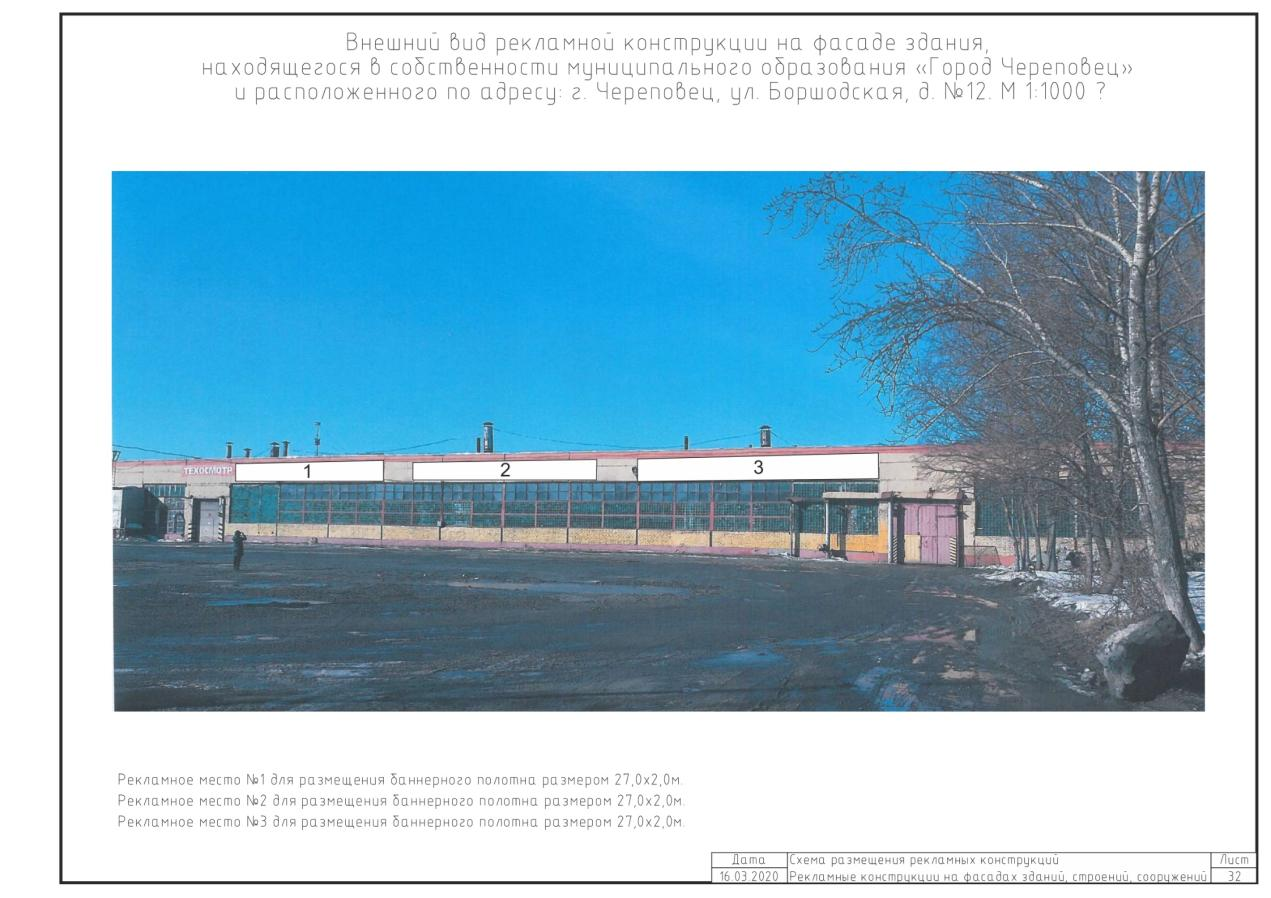 Внешний вид рекламной конструкции на фасаде здания,
находящегося в собственности муниципального образования «Город Череповец»
и расположенного по адресу: г. Череповец, ул. Боршодская, д. №12. М 1:1000 ?
ТЕХОСМОТР
1
2
3
Рекламное место №1 для размещения баннерного полотна размером 27,0х2,0м.
Рекламное место №2 для размещения баннерного полотна размером 27,0х2,0м.
Рекламное место №3 для размещения баннерного полотна размером 27,0х2,0м.
Дата Схема размещения рекламных конструкций Лист
16.03.2020 Рекламные конструкции на фасадах зданий, строений, сооружений 32